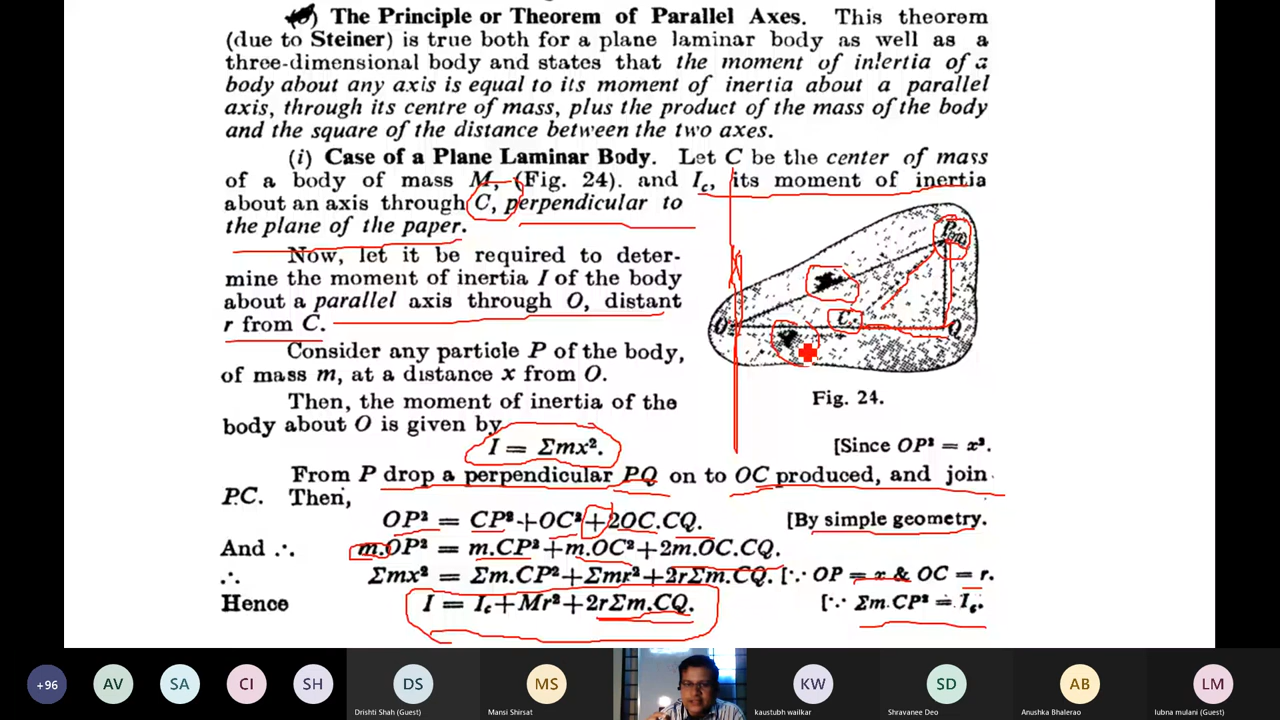 The Principle or Theorem of Parallel Axes. This theorem
(due to Steiner) is true both for a plane laminar body as well as a
three-dimensional body and states that the moment of inertia of a
body about any axis is equal to its moment of inertia about a parallel
axis, through its centre of mass, plus the product of the mass of the body
and the square of the distance between the two axes.
(i) Case of a Plane Laminar Body. Let C be the center of mass
of a body of mass M, (Fig. 24). and I_c, its moment of inertia
about an axis through C, perpendicular to
the plane of the paper.
Now, let it be required to deter-
mine the moment of inertia I of the body
about a parallel axis through O, distant
r from C.
Consider any particle P of the body,
of mass m, at a distance x from O.
Then, the moment of inertia of the
body about O is given by
P(m)
O C Q
Fig. 24.
I = Σmx². [Since OP² = x².
From P drop a perpendicular PQ on to OC produced, and join
PC. Then,
OP² = CP²+OC²+2OC.CQ. [By simple geometry.
And ∴ m.OP² = m.CP²+m.OC²+2m.OC.CQ.
∴ Σmx² = Σm.CP²+Σmr²+2rΣm.CQ. [∵ OP = x & OC = r.
Hence I = I_c+Mr²+2rΣm.CQ. [∵ Σm.CP² = I_c.
+96 AV SA CI SH DS MS KW SD AB LM
Drishti Shah (Guest) Mansi Shirsat kaustubh wailkar Shravanee Deo Anushka Bhalerao lubna mulani (Guest)